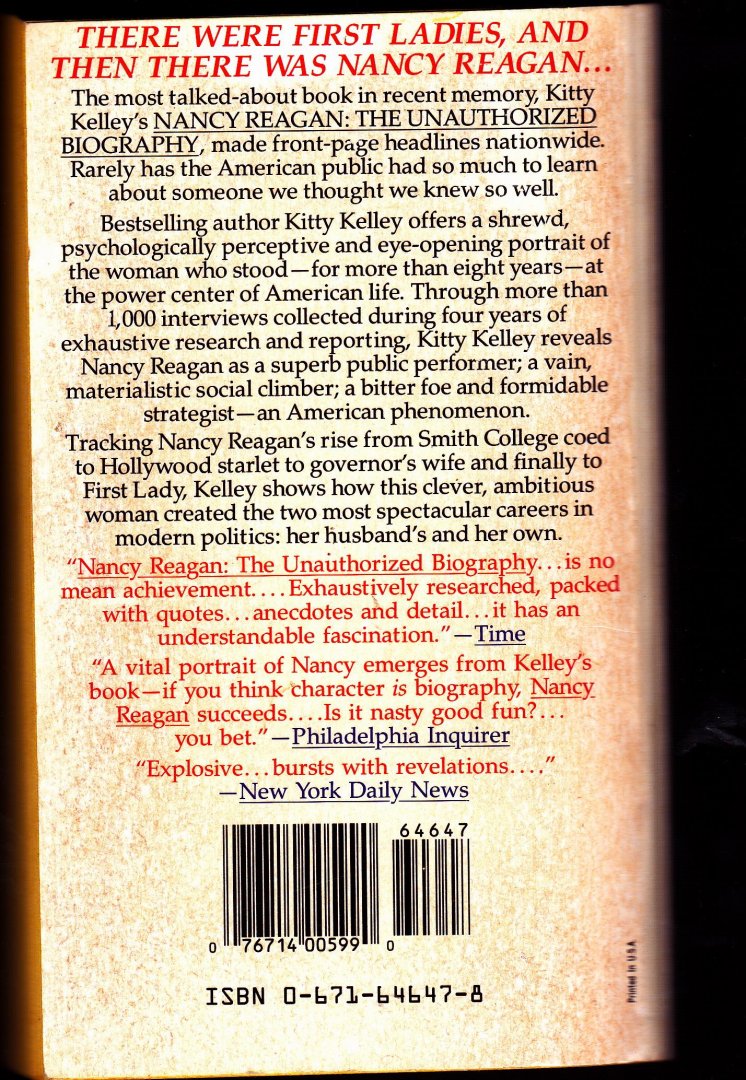 THERE WERE FIRST LADIES, AND
THEN THERE WAS NANCY REAGAN...
The most talked-about book in recent memory, Kitty
Kelley's NANCY REAGAN: THE UNAUTHORIZED
BIOGRAPHY, made front-page headlines nationwide.
Rarely has the American public had so much to learn
about someone we thought we knew so well.
Bestselling author Kitty Kelley offers a shrewd,
psychologically perceptive and eye-opening portrait of
the woman who stood—for more than eight years—at
the power center of American life. Through more than
1,000 interviews collected during four years of
exhaustive research and reporting, Kitty Kelley reveals
Nancy Reagan as a superb public performer; a vain,
materialistic social climber; a bitter foe and formidable
strategist—an American phenomenon.
Tracking Nancy Reagan's rise from Smith College coed
to Hollywood starlet to governor's wife and finally to
First Lady, Kelley shows how this clever, ambitious
woman created the two most spectacular careers in
modern politics: her husband's and her own.
"Nancy Reagan: The Unauthorized Biography...is no
mean achievement....Exhaustively researched, packed
with quotes...anecdotes and detail...it has an
understandable fascination."—Time
"A vital portrait of Nancy emerges from Kelley's
book—if you think character is biography, Nancy
Reagan succeeds....Is it nasty good fun?...
you bet."—Philadelphia Inquirer
"Explosive...bursts with revelations...."
—New York Daily News
64647
0 76714 00599 0
ISBN 0-671-64647-8
Printed in U.S.A.